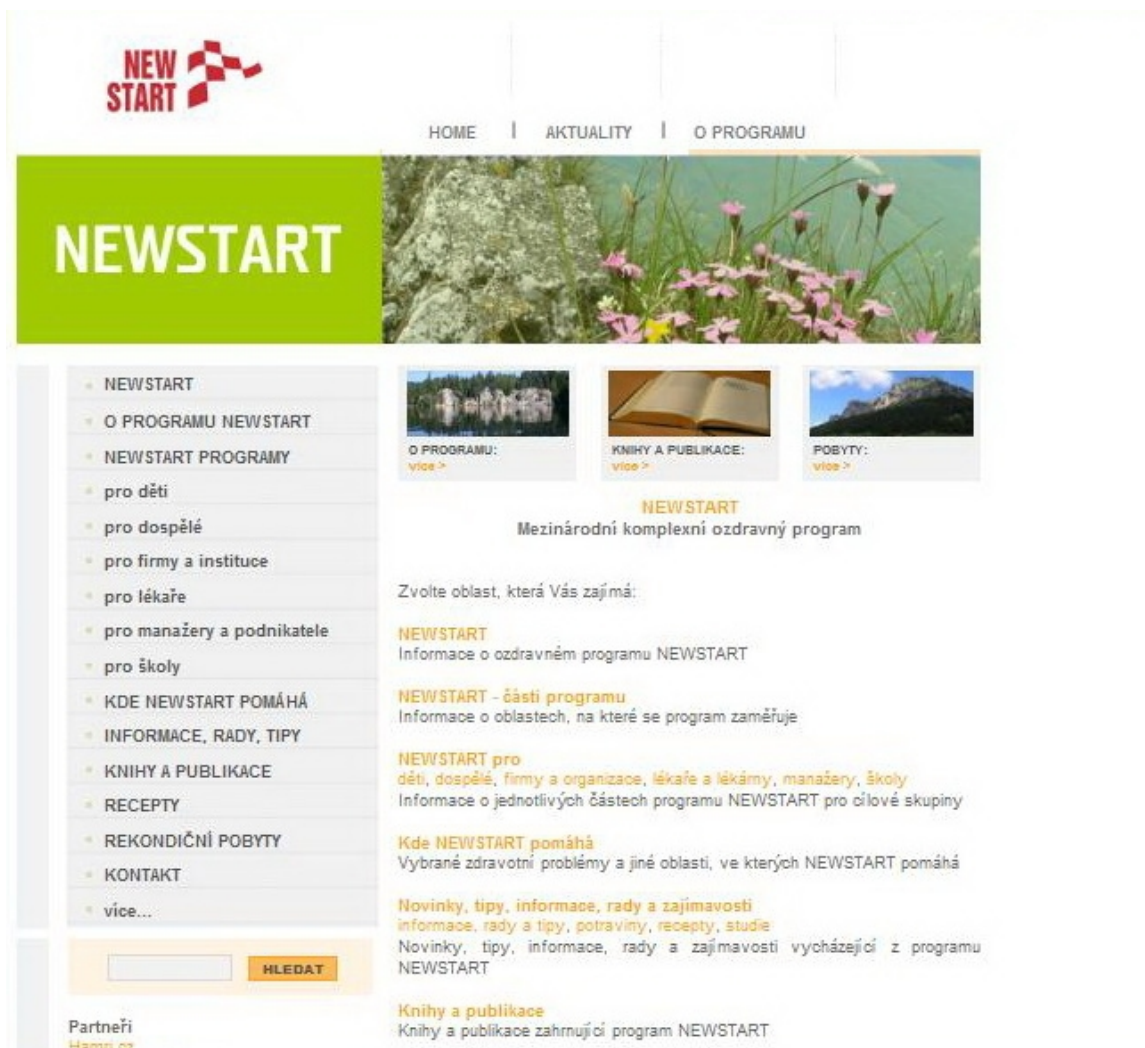 NEW
START
HOME | AKTUALITY | O PROGRAMU
NEWSTART
NEWSTART
O PROGRAMU NEWSTART
NEWSTART PROGRAMY
pro děti
pro dospělé
pro firmy a instituce
pro lékaře
pro manažery a podnikatele
pro školy
KDE NEWSTART POMÁHÁ
INFORMACE, RADY, TIPY
KNIHY A PUBLIKACE
RECEPTY
REKONDIČNÍ POBYTY
KONTAKT
více...
HLEDAT
Partneři
Hamri.cz
O PROGRAMU:
více >
KNIHY A PUBLIKACE:
více >
POBYTY:
více >
NEWSTART
Mezinárodní komplexní ozdravný program
Zvolte oblast, která Vás zajímá:
NEWSTART
Informace o ozdravném programu NEWSTART
NEWSTART - části programu
Informace o oblastech, na které se program zaměřuje
NEWSTART pro
děti, dospělé, firmy a organizace, lékaře a lékárny, manažery, školy
Informace o jednotlivých částech programu NEWSTART pro cílové skupiny
Kde NEWSTART pomáhá
Vybrané zdravotní problémy a jiné oblasti, ve kterých NEWSTART pomáhá
Novinky, tipy, informace, rady a zajímavosti
informace, rady a tipy, potraviny, recepty, studie
Novinky, tipy, informace, rady a zajímavosti vycházející z programu
NEWSTART
Knihy a publikace
Knihy a publikace zahrnující program NEWSTART